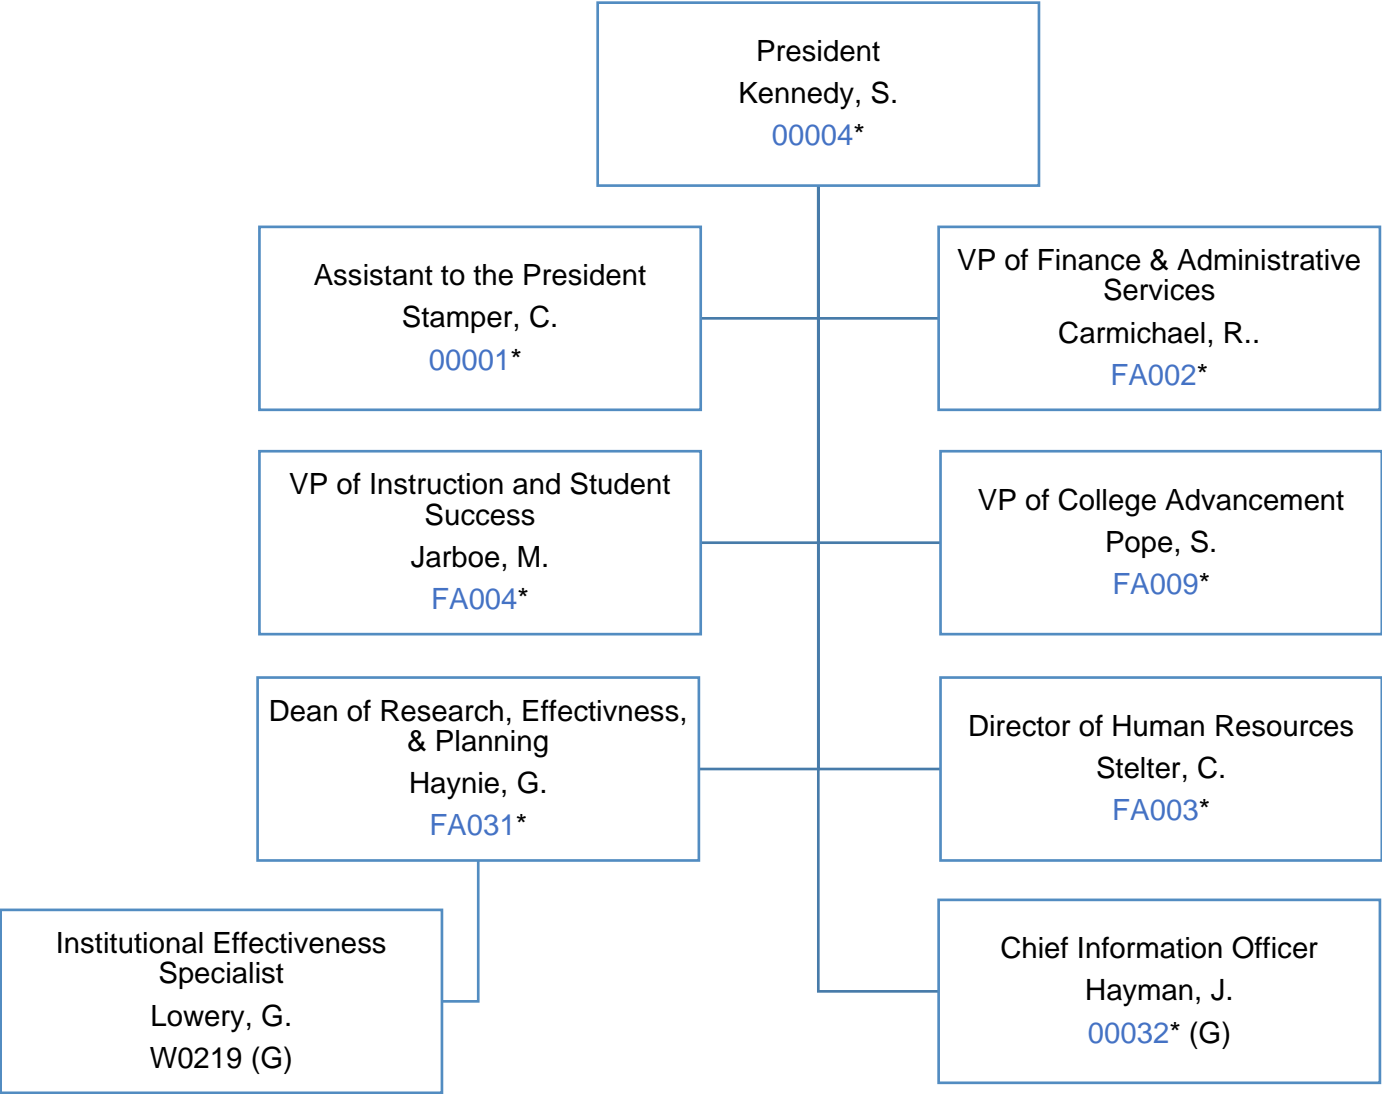 President
Kennedy, S.
00004*
Assistant to the President
Stamper, C.
00001*
VP of Finance & Administrative
Services
Carmichael, R..
FA002*
VP of Instruction and Student
Success
Jarboe, M.
FA004*
VP of College Advancement
Pope, S.
FA009*
Dean of Research, Effectivness,
& Planning
Haynie, G.
FA031*
Director of Human Resources
Stelter, C.
FA003*
Institutional Effectiveness
Specialist
Lowery, G.
W0219 (G)
Chief Information Officer
Hayman, J.
00032* (G)